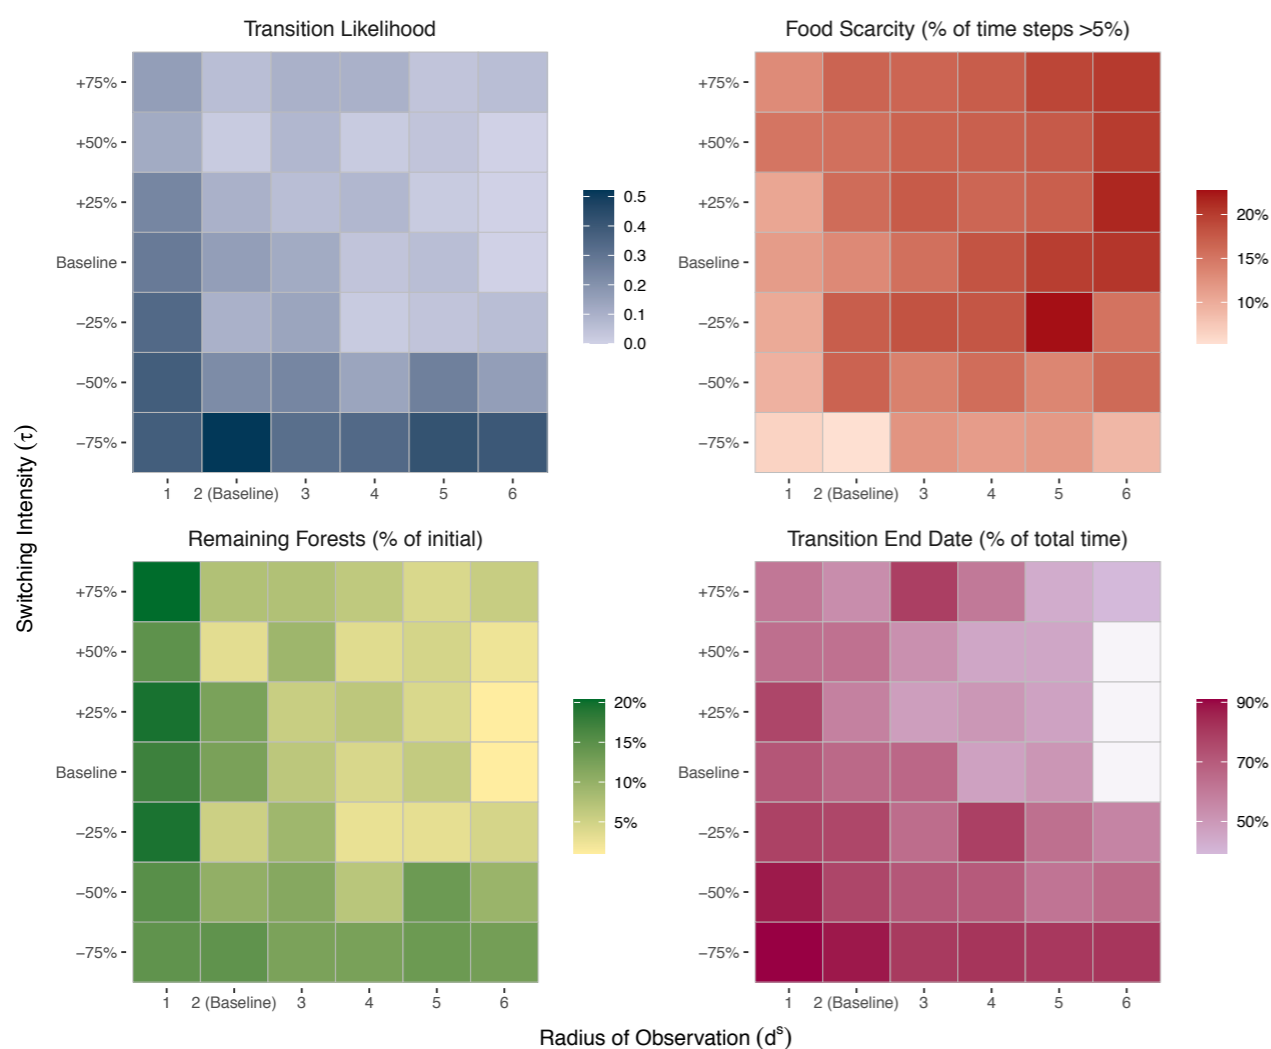 Transition Likelihood
+75%
+50%
+25%
Baseline
−25%
−50%
−75%
1 2 (Baseline) 3 4 5 6
0.5
0.4
0.3
0.2
0.1
0.0
Food Scarcity (% of time steps >5%)
+75%
+50%
+25%
Baseline
−25%
−50%
−75%
1 2 (Baseline) 3 4 5 6
20%
15%
10%
Switching Intensity (τ)
Remaining Forests (% of initial)
+75%
+50%
+25%
Baseline
−25%
−50%
−75%
1 2 (Baseline) 3 4 5 6
20%
15%
10%
5%
Transition End Date (% of total time)
+75%
+50%
+25%
Baseline
−25%
−50%
−75%
1 2 (Baseline) 3 4 5 6
90%
70%
50%
Radius of Observation (dˢ)